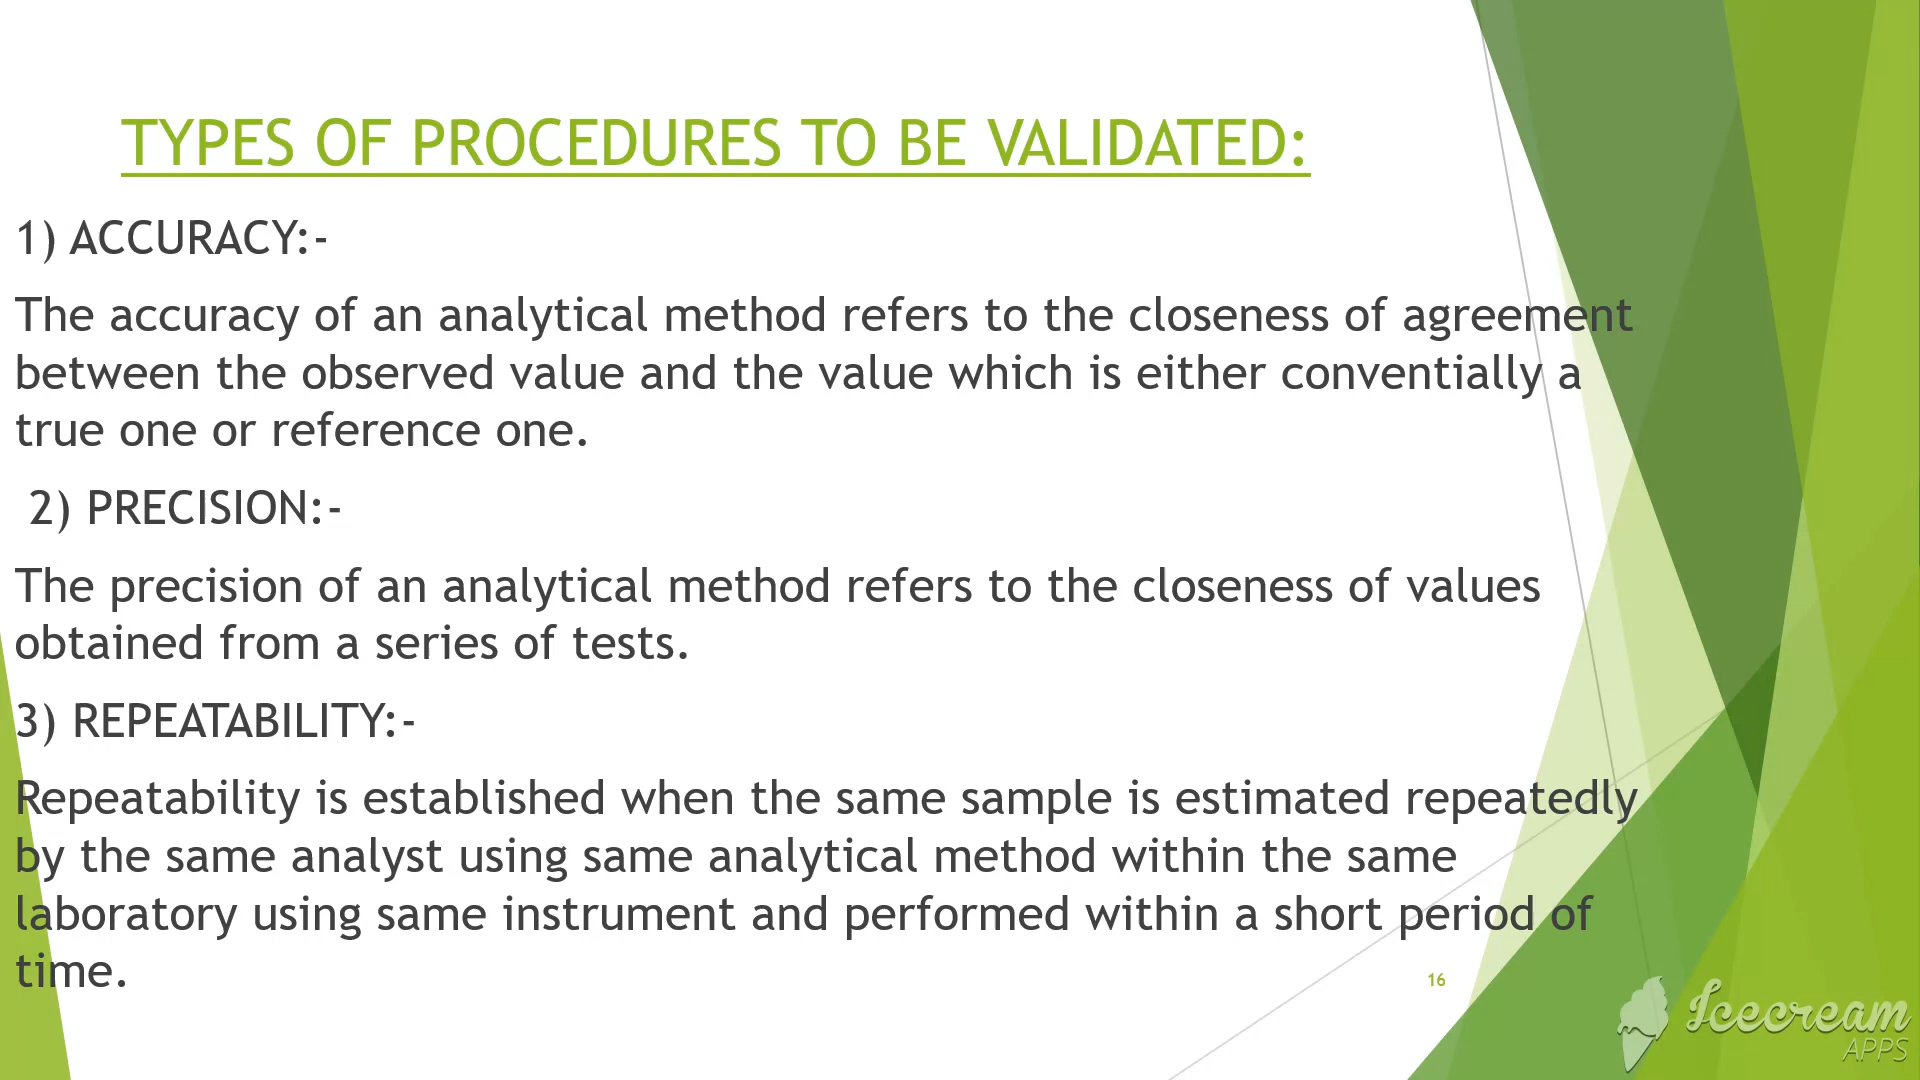 TYPES OF PROCEDURES TO BE VALIDATED:
1) ACCURACY:-
The accuracy of an analytical method refers to the closeness of agreement
between the observed value and the value which is either conventially a
true one or reference one.
2) PRECISION:-
The precision of an analytical method refers to the closeness of values
obtained from a series of tests.
3) REPEATABILITY:-
Repeatability is established when the same sample is estimated repeatedly
by the same analyst using same analytical method within the same
laboratory using same instrument and performed within a short period of
time.
16
Icecream
APPS